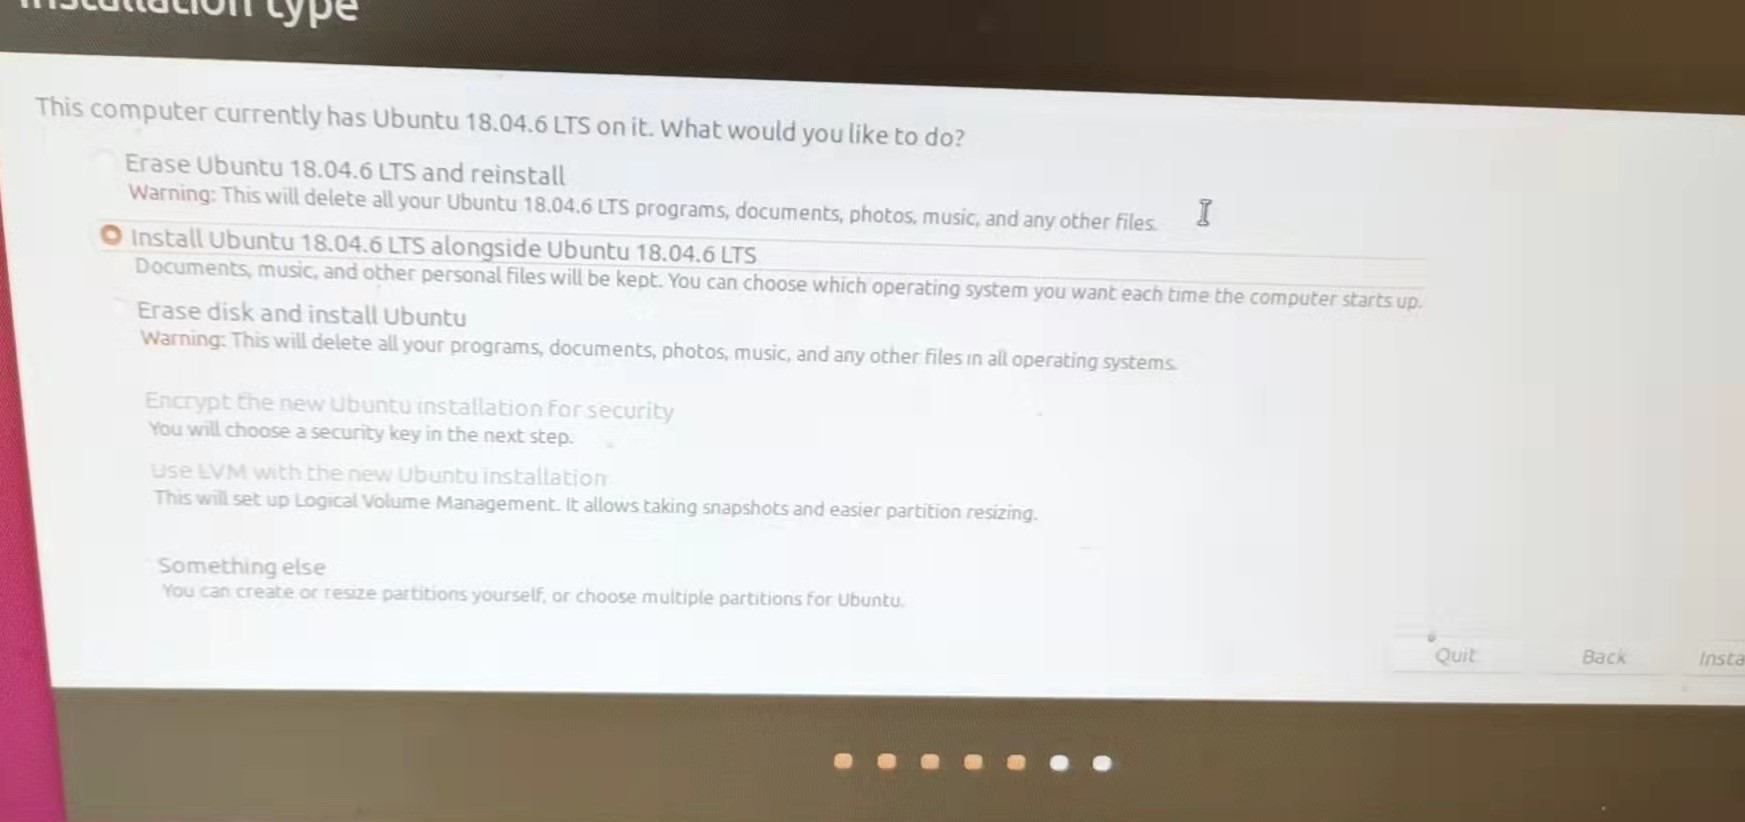 Installation type
This computer currently has Ubuntu 18.04.6 LTS on it. What would you like to do?
Erase Ubuntu 18.04.6 LTS and reinstall
Warning: This will delete all your Ubuntu 18.04.6 LTS programs, documents, photos, music, and any other files.
Install Ubuntu 18.04.6 LTS alongside Ubuntu 18.04.6 LTS
Documents, music, and other personal files will be kept. You can choose which operating system you want each time the computer starts up.
Erase disk and install Ubuntu
Warning: This will delete all your programs, documents, photos, music, and any other files in all operating systems.
Encrypt the new Ubuntu installation for security
You will choose a security key in the next step.
Use LVM with the new Ubuntu installation
This will set up Logical Volume Management. It allows taking snapshots and easier partition resizing.
Something else
You can create or resize partitions yourself, or choose multiple partitions for Ubuntu.
Quit
Back
Insta